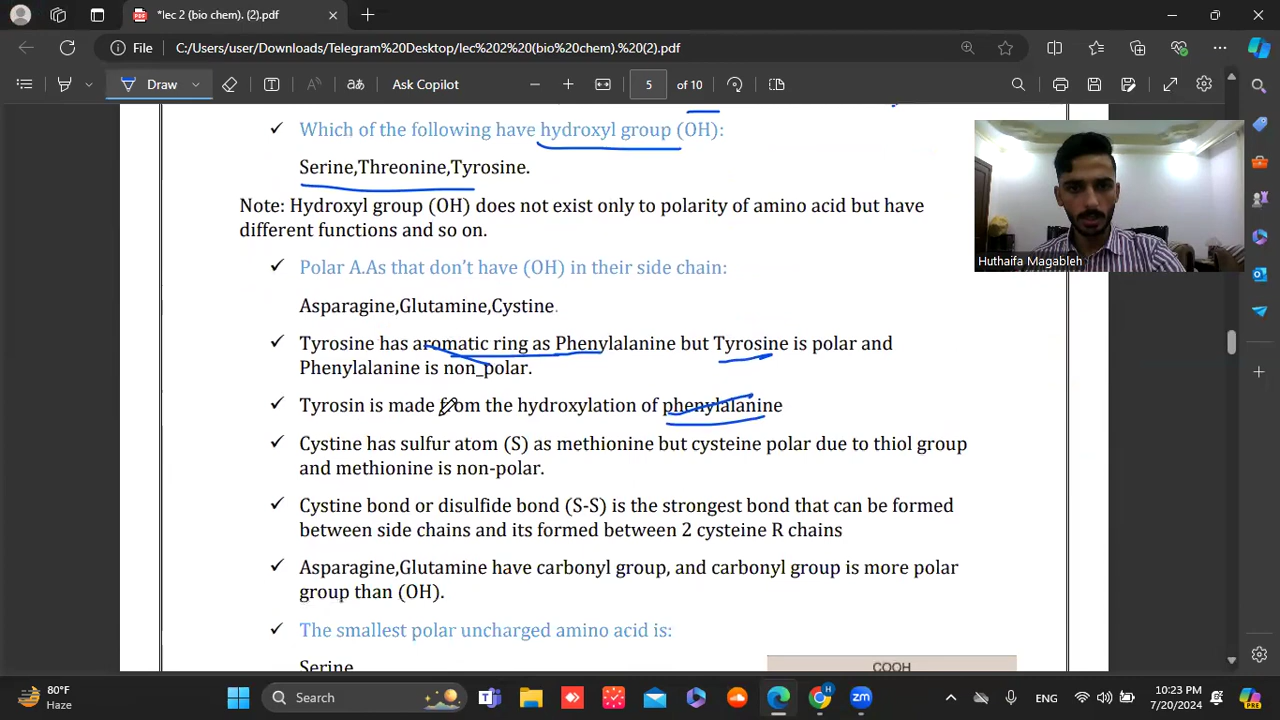 *lec 2 (bio chem). (2).pdf
File
C:/Users/user/Downloads/Telegram%20Desktop/lec%202%20(bio%20chem).%20(2).pdf
Draw
aあ
Ask Copilot
5
of 10
Which of the following have hydroxyl group (OH):
Serine,Threonine,Tyrosine.
Note: Hydroxyl group (OH) does not exist only to polarity of amino acid but have
different functions and so on.
Polar A.As that don't have (OH) in their side chain:
Asparagine,Glutamine,Cystine.
Tyrosine has aromatic ring as Phenylalanine but Tyrosine is polar and
Phenylalanine is non_polar.
Tyrosin is made from the hydroxylation of phenylalanine
Cystine has sulfur atom (S) as methionine but cysteine polar due to thiol group
and methionine is non-polar.
Cystine bond or disulfide bond (S-S) is the strongest bond that can be formed
between side chains and its formed between 2 cysteine R chains
Asparagine,Glutamine have carbonyl group, and carbonyl group is more polar
group than (OH).
The smallest polar uncharged amino acid is:
Serine
COOH
Huthaifa Magableh
80°F
Haze
Search
ENG
10:23 PM
7/20/2024